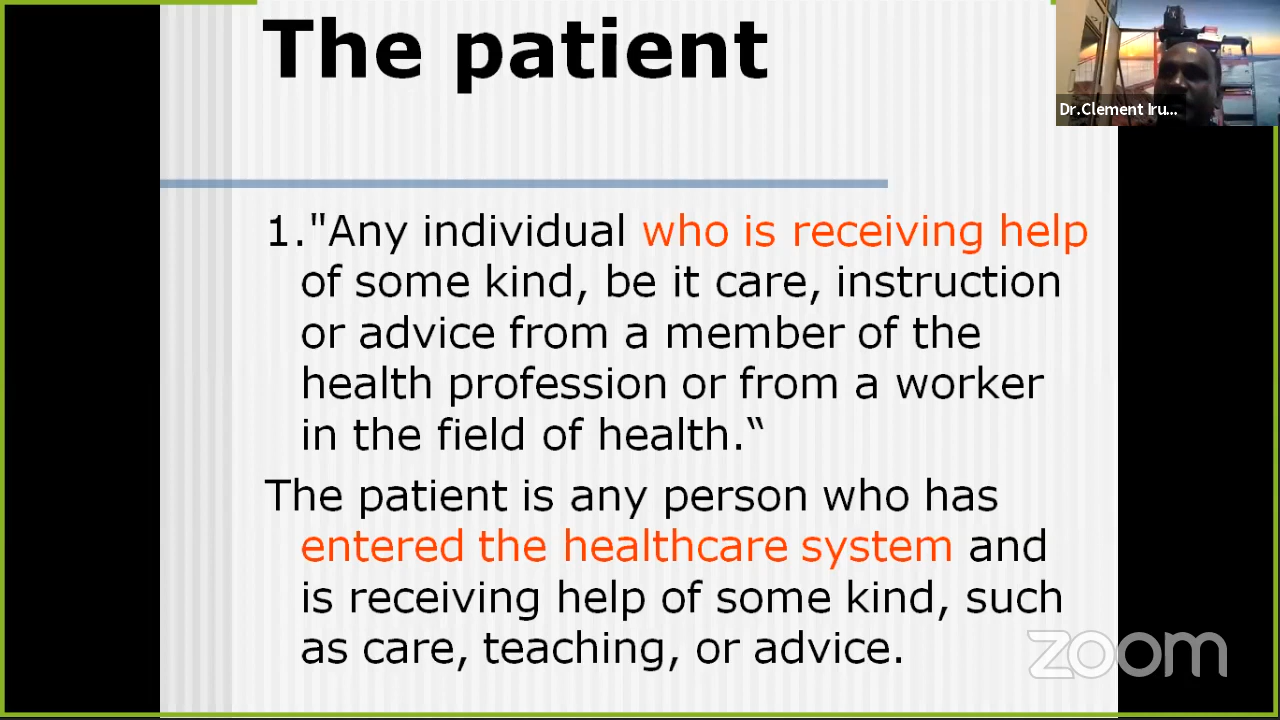 The patient
Dr.Clement Iru...
1."Any individual who is receiving help
of some kind, be it care, instruction
or advice from a member of the
health profession or from a worker
in the field of health.“
The patient is any person who has
entered the healthcare system and
is receiving help of some kind, such
as care, teaching, or advice.
zoom